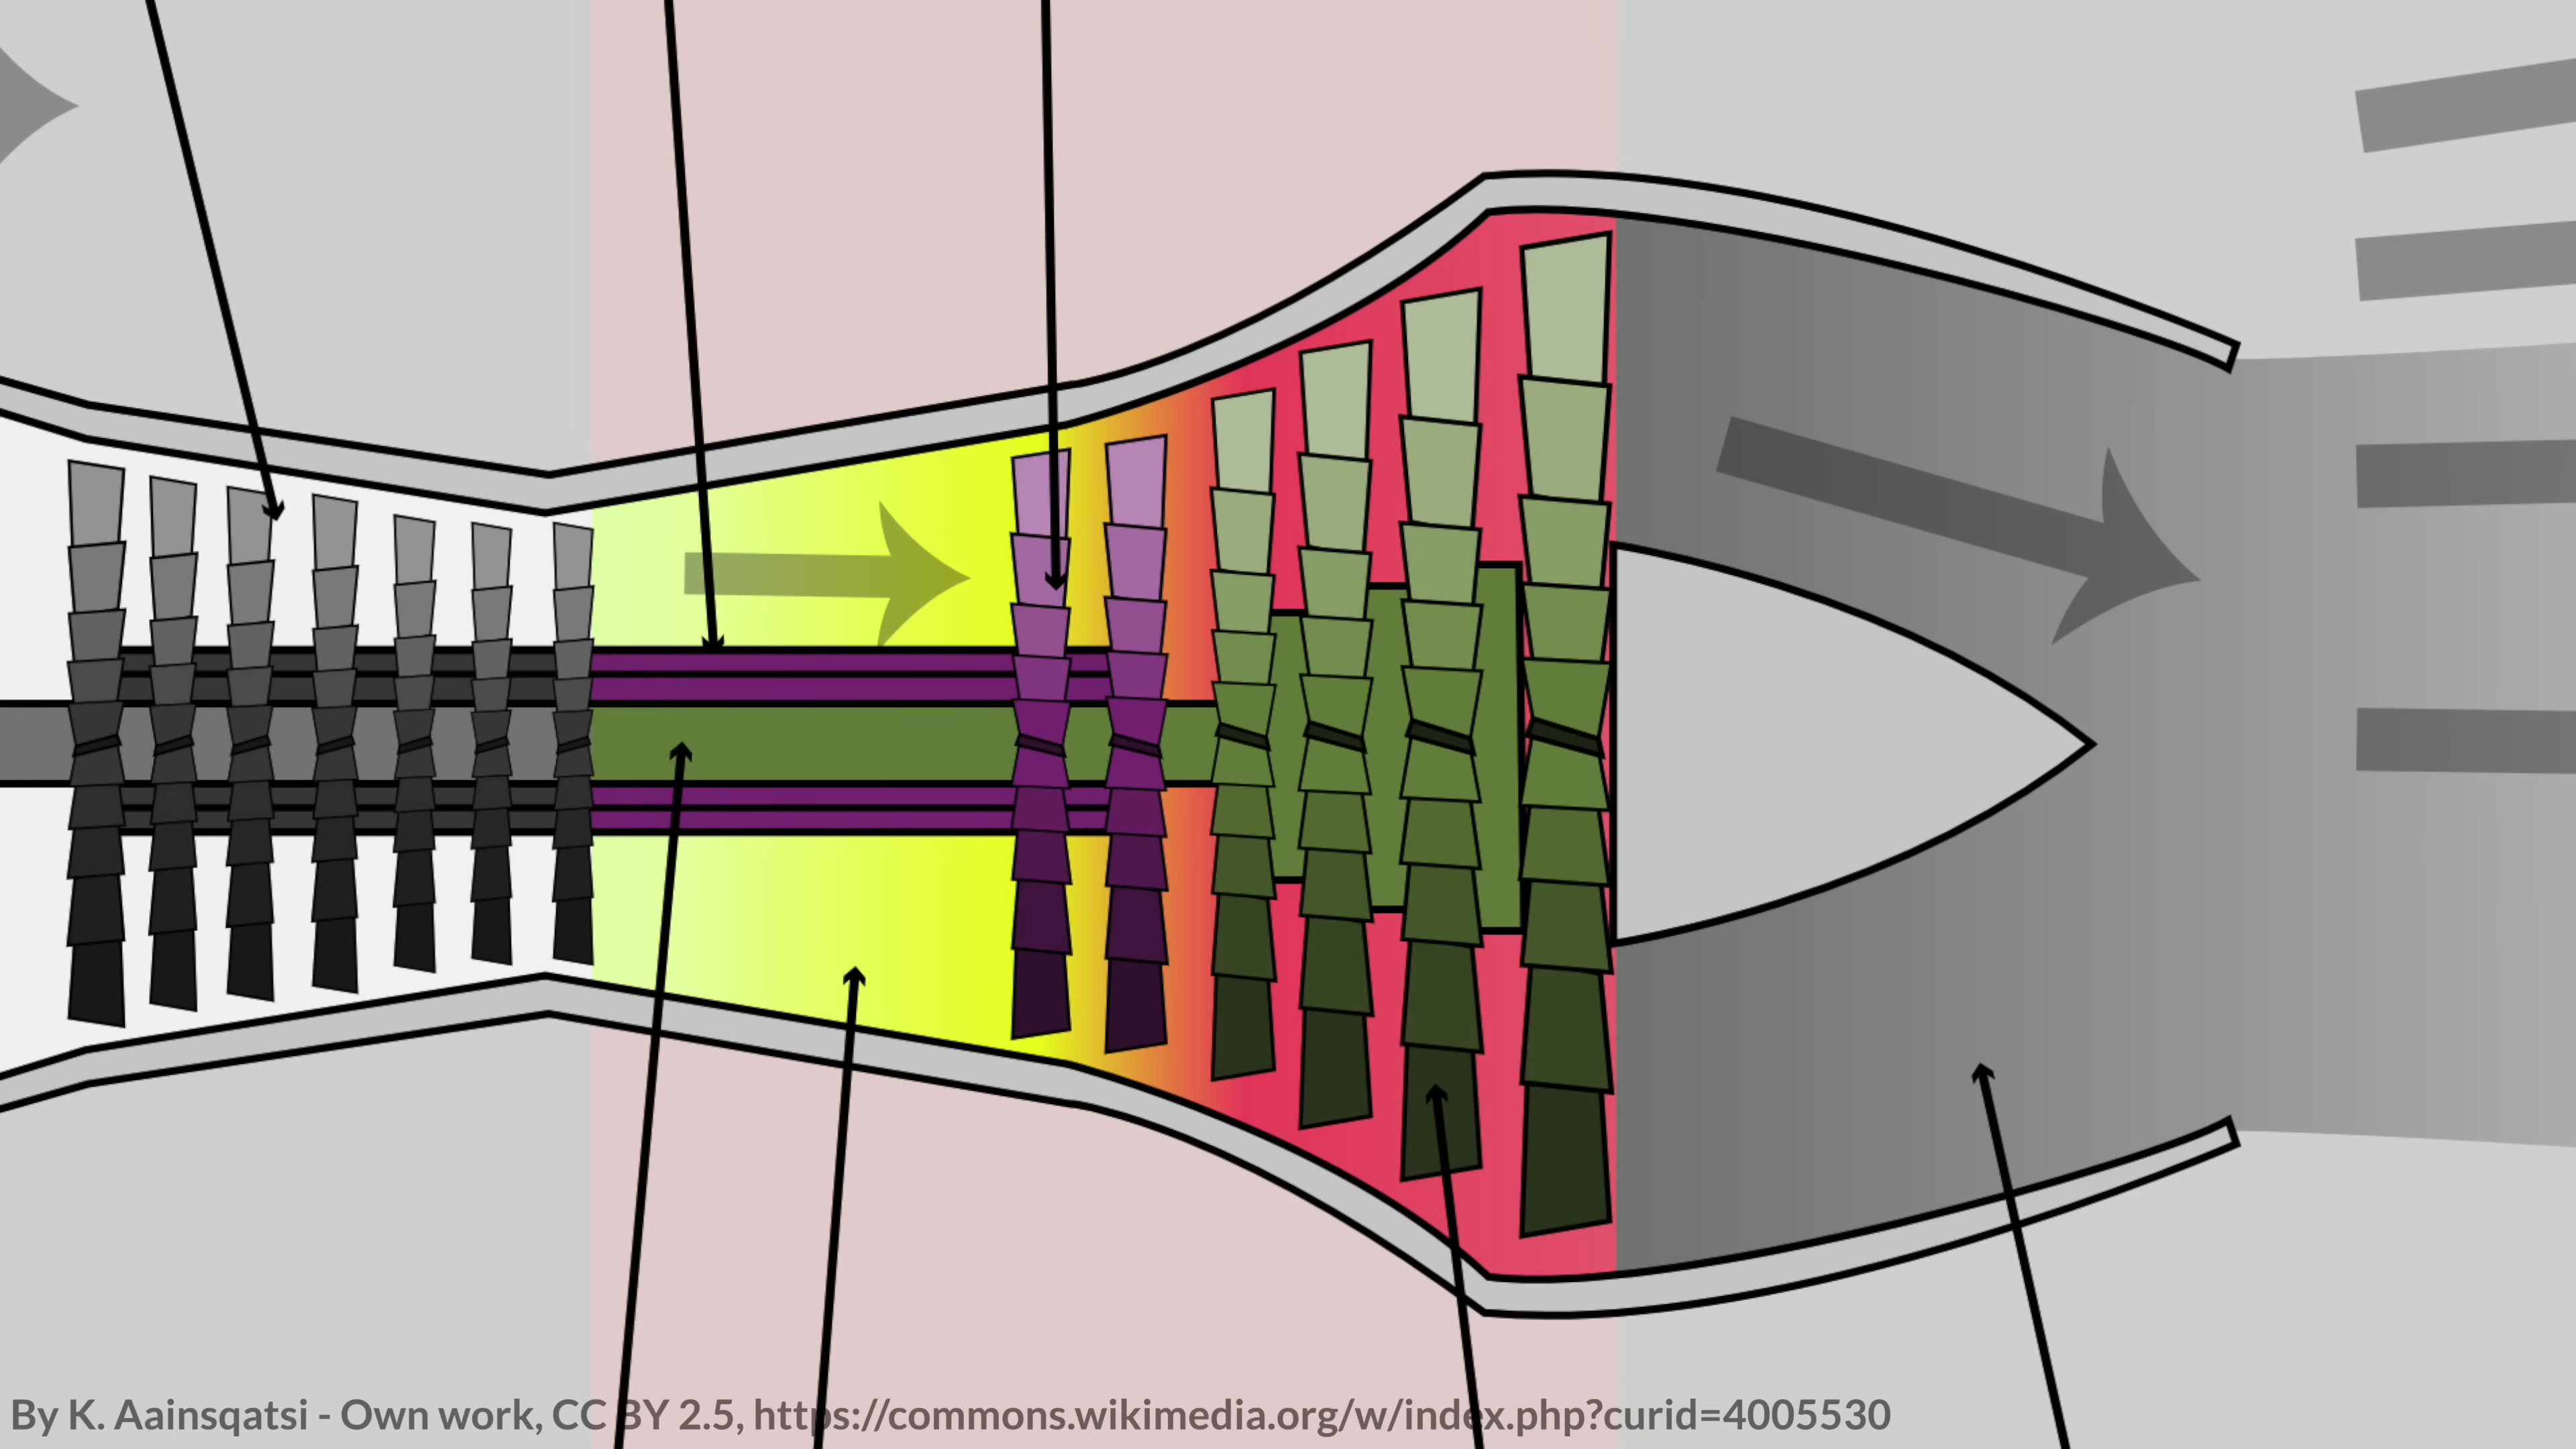 By K. Aainsqatsi - Own work, CC BY 2.5, https://commons.wikimedia.org/w/index.php?curid=4005530